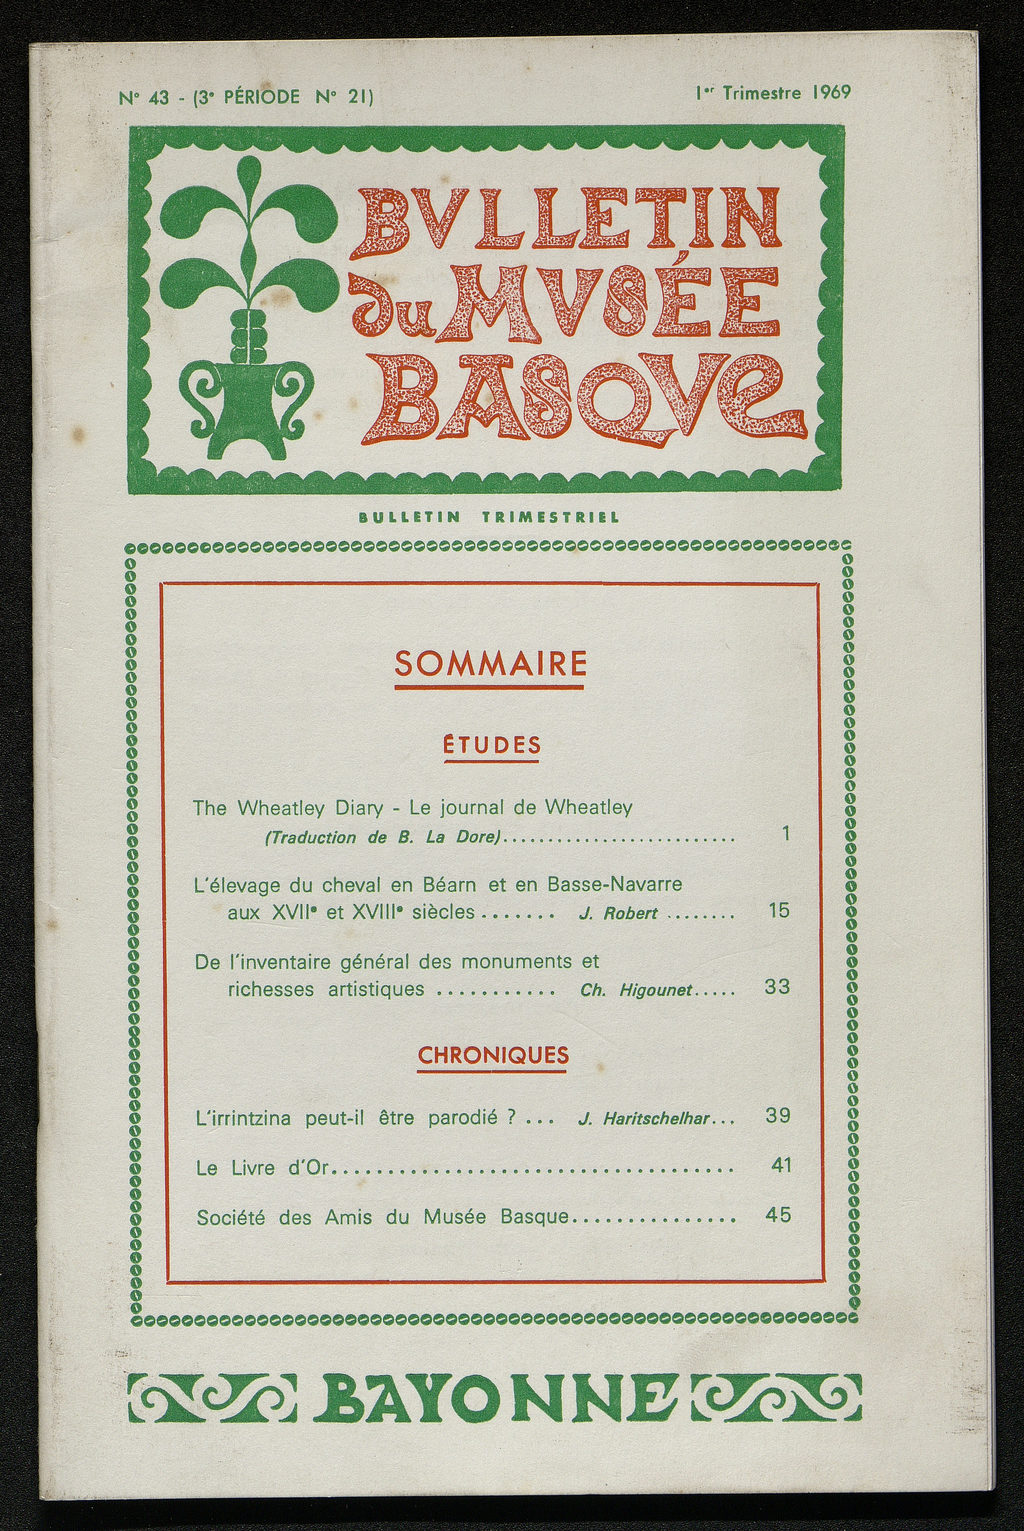 N° 43 - (3e PÉRIODE N° 21)
1er Trimestre 1969
BVLLETIN
du MVSÉE
BASQVE
BULLETIN TRIMESTRIEL
SOMMAIRE
ÉTUDES
The Wheatley Diary - Le journal de Wheatley
(Traduction de B. La Dore).......................... 1
L'élevage du cheval en Béarn et en Basse-Navarre
aux XVIIe et XVIIIe siècles ....... J. Robert ........ 15
De l'inventaire général des monuments et
richesses artistiques ........... Ch. Higounet..... 33
CHRONIQUES
L'irrintzina peut-il être parodié ? ... J. Haritschelhar... 39
Le Livre d'Or.................................... 41
Société des Amis du Musée Basque............... 45
BAYONNE